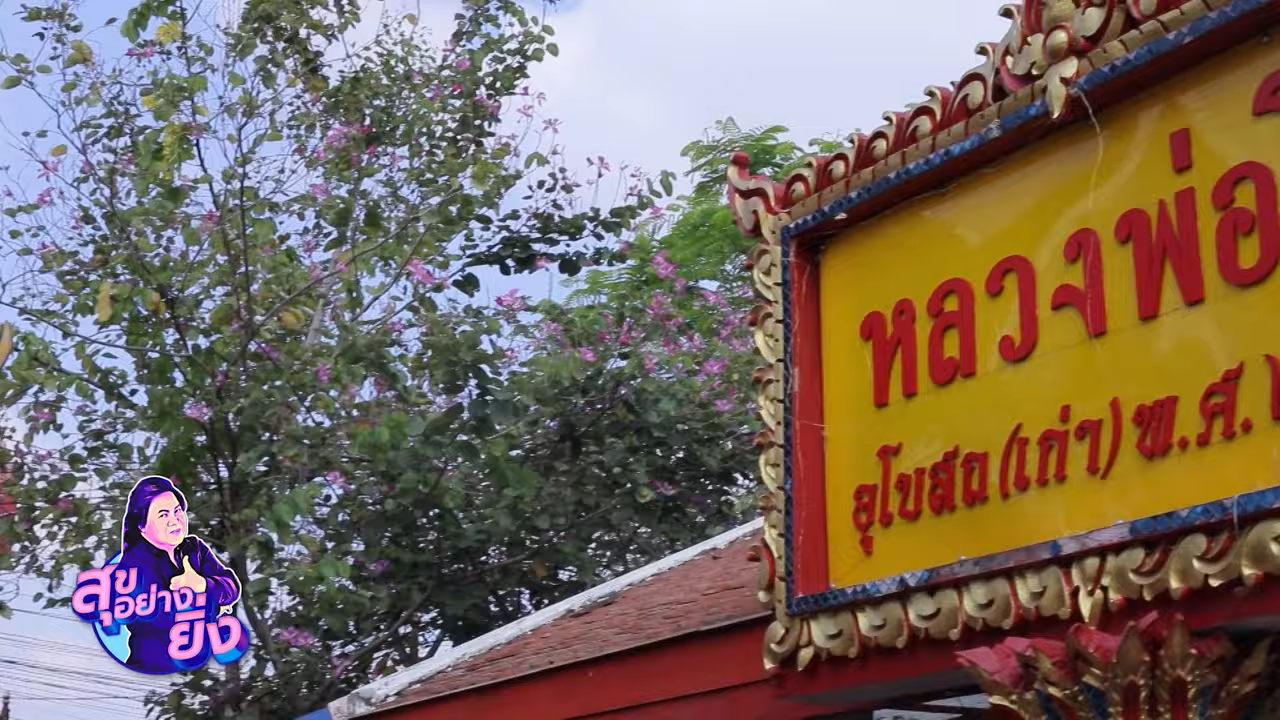 หลวงพ่อ
อุโบสถ (เก่า) พ.ศ.
สุข
อย่าง
ยิ่ง